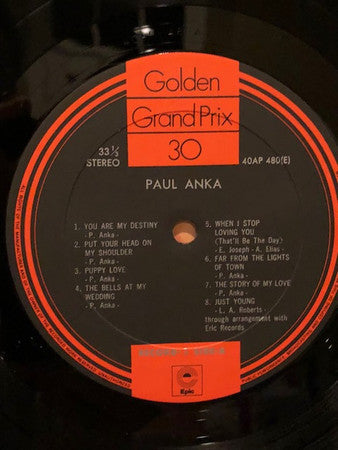 Golden
Grand Prix
30
33⅓
STEREO
40AP 480(E)
PAUL ANKA
1. YOU ARE MY DESTINY
- P. Anka -
2. PUT YOUR HEAD ON
MY SHOULDER
- P. Anka -
3. PUPPY LOVE
- P. Anka -
4. THE BELLS AT MY
WEDDING
- P. Anka -
5. WHEN I STOP
LOVING YOU
(That'll Be The Day)
- E. Joseph - A. Elias -
6. FAR FROM THE LIGHTS
OF TOWN
- P. Anka -
7. THE STORY OF MY LOVE
- P. Anka -
8. JUST YOUNG
- L. A. Roberts -
through arrangement with
Eric Records
Epic